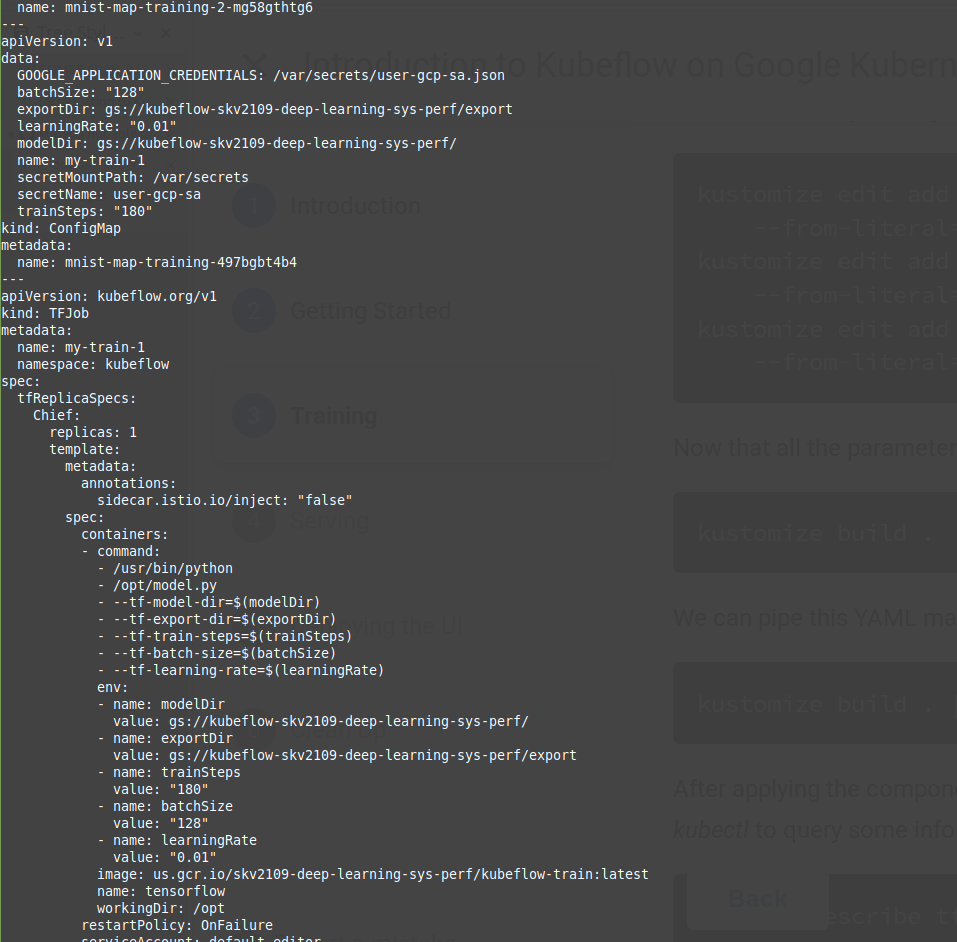 name: mnist-map-training-2-mg58gthtg6
---
apiVersion: v1
data:
  GOOGLE_APPLICATION_CREDENTIALS: /var/secrets/user-gcp-sa.json
  batchSize: "128"
  exportDir: gs://kubeflow-skv2109-deep-learning-sys-perf/export
  learningRate: "0.01"
  modelDir: gs://kubeflow-skv2109-deep-learning-sys-perf/
  name: my-train-1
  secretMountPath: /var/secrets
  secretName: user-gcp-sa
  trainSteps: "180"
kind: ConfigMap
metadata:
  name: mnist-map-training-497bgbt4b4
---
apiVersion: kubeflow.org/v1
kind: TFJob
metadata:
  name: my-train-1
  namespace: kubeflow
spec:
  tfReplicaSpecs:
    Chief:
      replicas: 1
      template:
        metadata:
          annotations:
            sidecar.istio.io/inject: "false"
        spec:
          containers:
          - command:
            - /usr/bin/python
            - /opt/model.py
            - --tf-model-dir=$(modelDir)
            - --tf-export-dir=$(exportDir)
            - --tf-train-steps=$(trainSteps)
            - --tf-batch-size=$(batchSize)
            - --tf-learning-rate=$(learningRate)
            env:
            - name: modelDir
              value: gs://kubeflow-skv2109-deep-learning-sys-perf/
            - name: exportDir
              value: gs://kubeflow-skv2109-deep-learning-sys-perf/export
            - name: trainSteps
              value: "180"
            - name: batchSize
              value: "128"
            - name: learningRate
              value: "0.01"
            image: us.gcr.io/skv2109-deep-learning-sys-perf/kubeflow-train:latest
            name: tensorflow
            workingDir: /opt
          restartPolicy: OnFailure
          serviceAccount: default-editor
Introduction to Kubeflow on Google Kubern
1 Introduction
2 Getting Started
3 Training
4 Serving
Clean Up
kustomize edit add
--from-literal=
kustomize edit add
--from-literal=
kustomize edit add
--from-literal=
Now that all the parameter
kustomize build .
We can pipe this YAML ma
kustomize build .
After applying the compon
kubectl to query some info
escribe t
Back